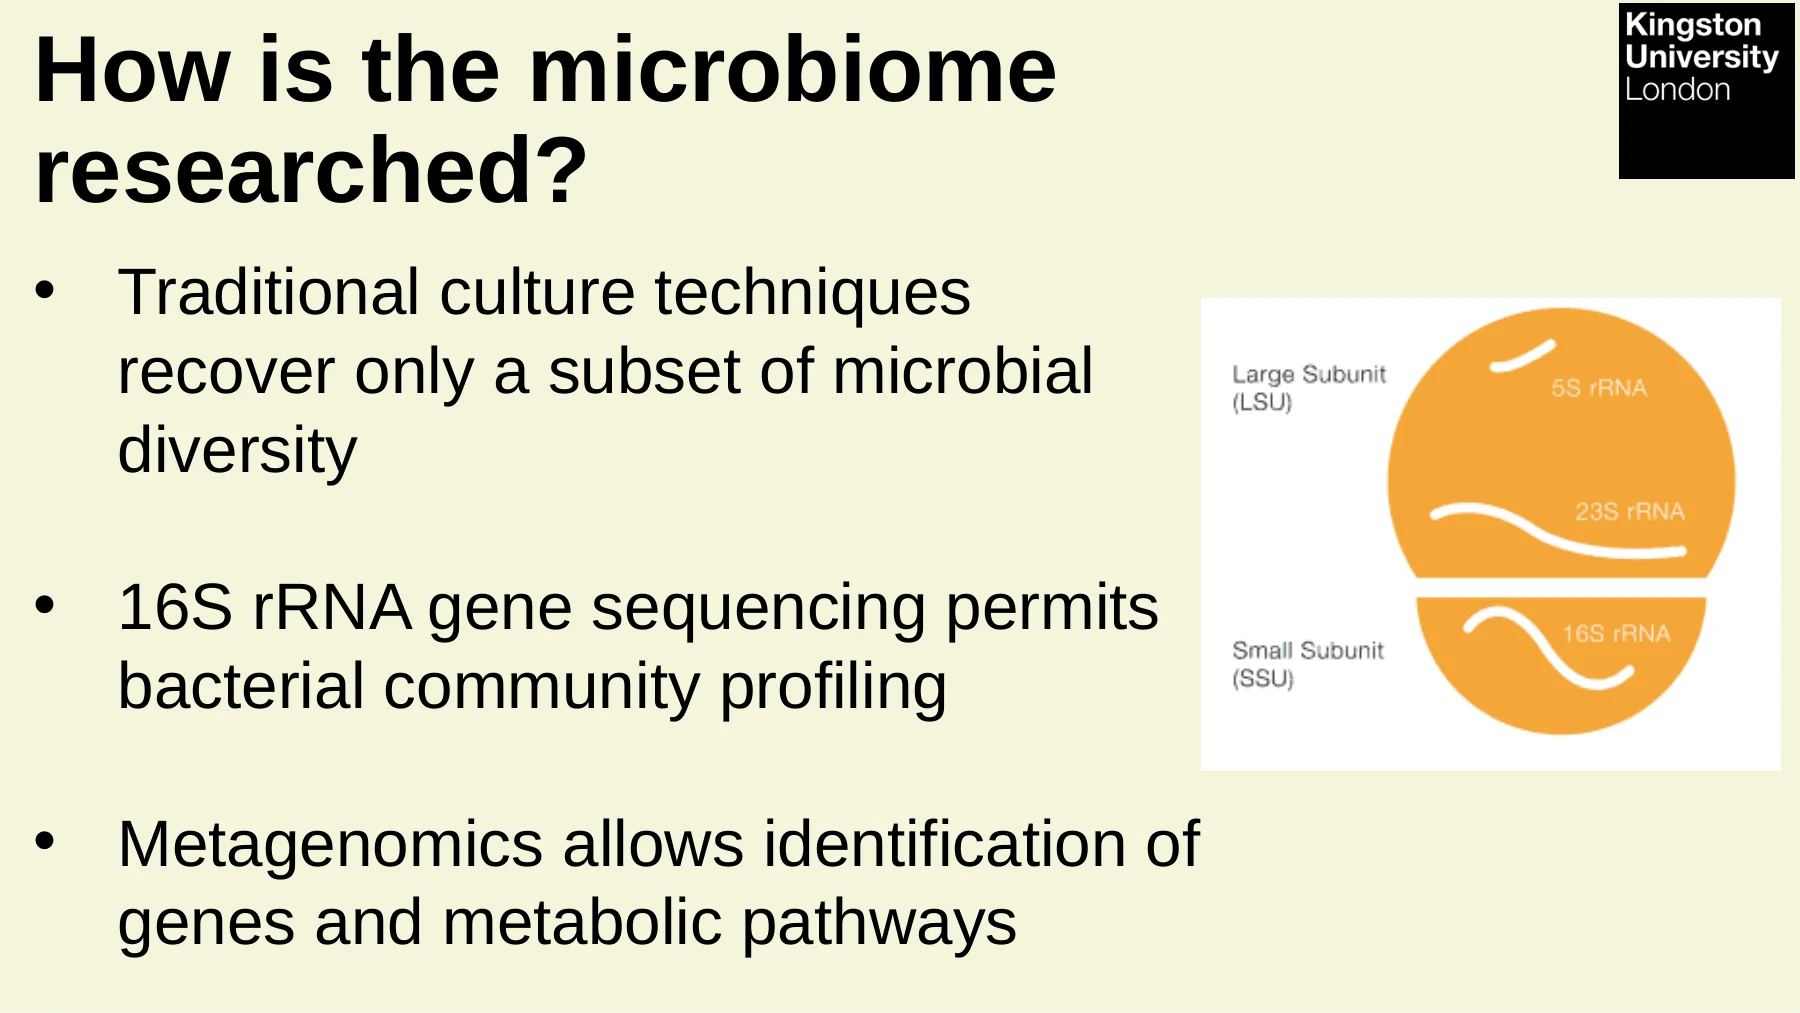 How is the microbiome
researched?
Kingston
University
London
• Traditional culture techniques
recover only a subset of microbial
diversity
• 16S rRNA gene sequencing permits
bacterial community profiling
• Metagenomics allows identification of
genes and metabolic pathways
Large Subunit
(LSU)
5S rRNA
23S rRNA
Small Subunit
(SSU)
16S rRNA